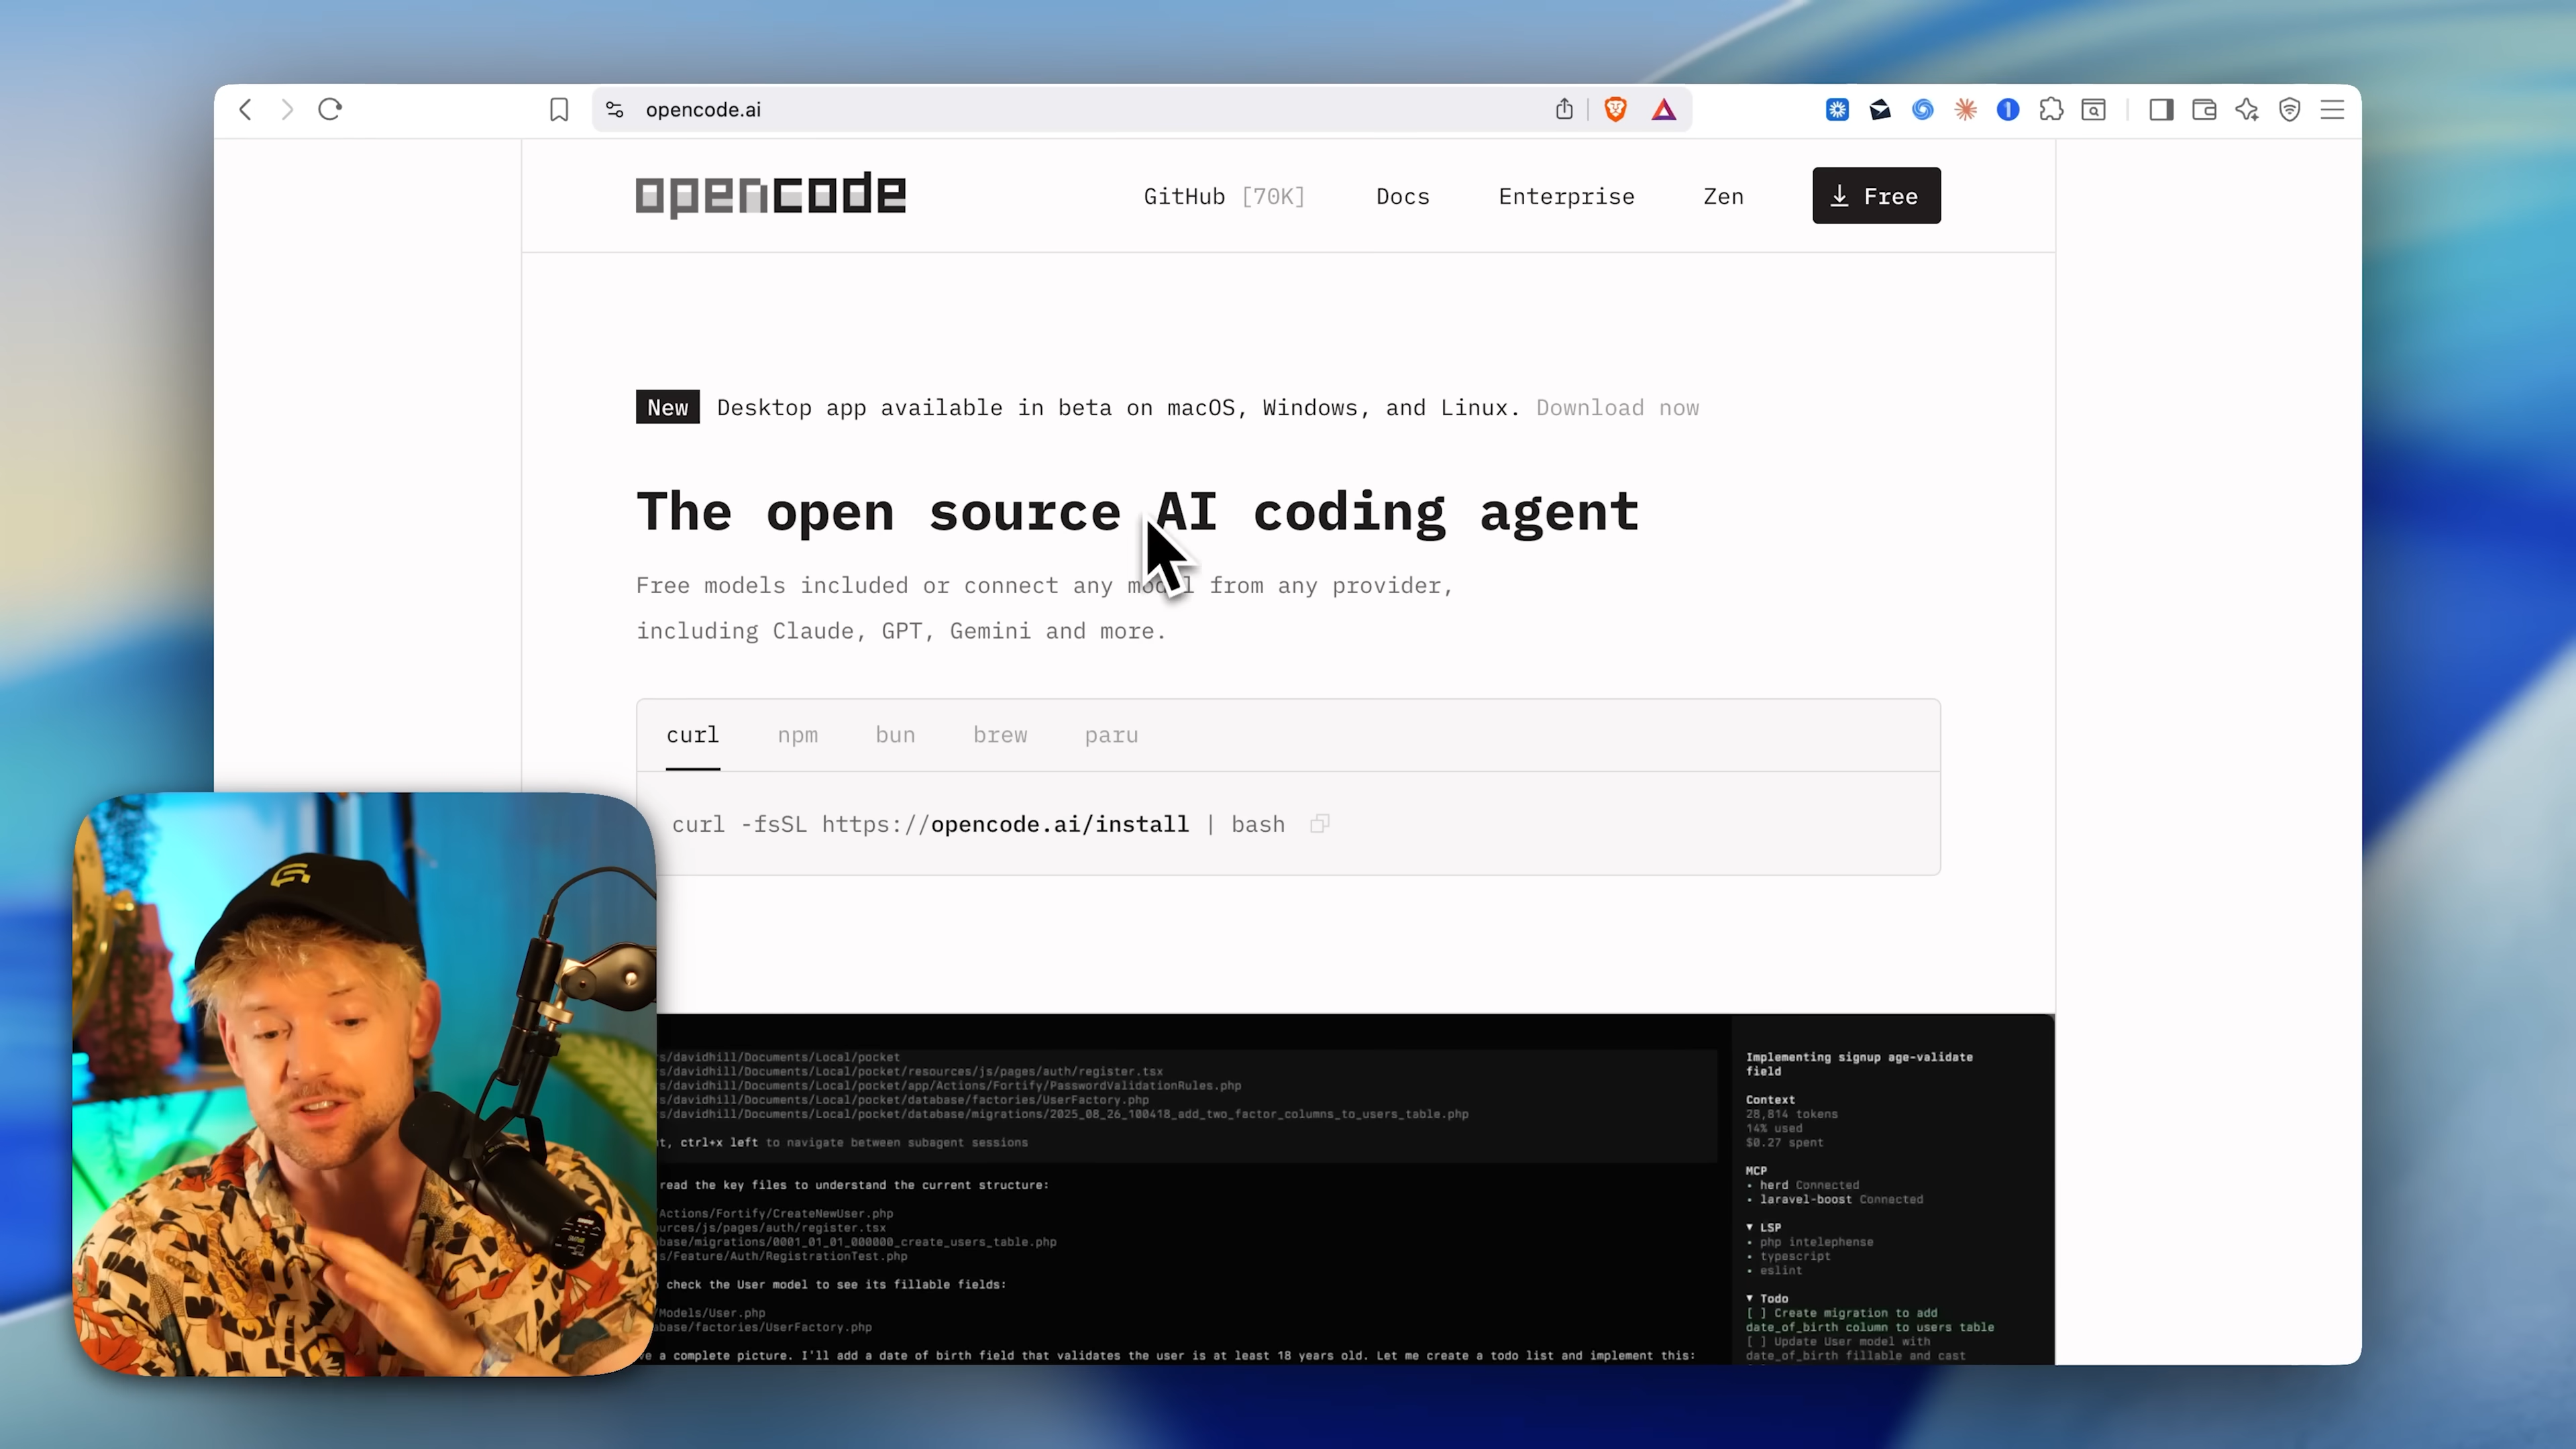 opencode.ai
opencode
GitHub [70K]
Docs
Enterprise
Zen
Free
New Desktop app available in beta on macOS, Windows, and Linux. Download now
The open source AI coding agent
Free models included or connect any model from any provider,
including Claude, GPT, Gemini and more.
curl npm bun brew paru
curl -fsSL https://opencode.ai/install | bash
s/davidhill/Documents/Local/pocket
s/davidhill/Documents/Local/pocket/resources/js/pages/auth/register.tsx
s/davidhill/Documents/Local/pocket/app/Actions/Fortify/PasswordValidationRules.php
s/davidhill/Documents/Local/pocket/database/factories/UserFactory.php
s/davidhill/Documents/Local/pocket/database/migrations/2025_08_26_100418_add_two_factor_columns_to_users_table.php
t, ctrl+x left to navigate between subagent sessions
read the key files to understand the current structure:
/Actions/Fortify/CreateNewUser.php
urces/js/pages/auth/register.tsx
base/migrations/0001_01_01_000000_create_users_table.php
s/Feature/Auth/RegistrationTest.php
check the User model to see its fillable fields:
/Models/User.php
base/factories/UserFactory.php
ve a complete picture. I'll add a date of birth field that validates the user is at least 18 years old. Let me create a todo list and implement this:
Implementing signup age-validate
field
Context
28,814 tokens
14% used
$0.27 spent
MCP
• herd Connected
• laravel-boost Connected
▼ LSP
• php intelephense
• typescript
• eslint
▼ Todo
[ ] Create migration to add
date_of_birth column to users table
[ ] Update User model with
date_of_birth fillable and cast